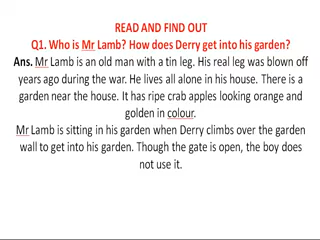 READ AND FIND OUT
Q1. Who is Mr Lamb? How does Derry get into his garden?
Ans. Mr Lamb is an old man with a tin leg. His real leg was blown off
years ago during the war. He lives all alone in his house. There is a
garden near the house. It has ripe crab apples looking orange and
golden in colour.
Mr Lamb is sitting in his garden when Derry climbs over the garden
wall to get into his garden. Though the gate is open, the boy does
not use it.